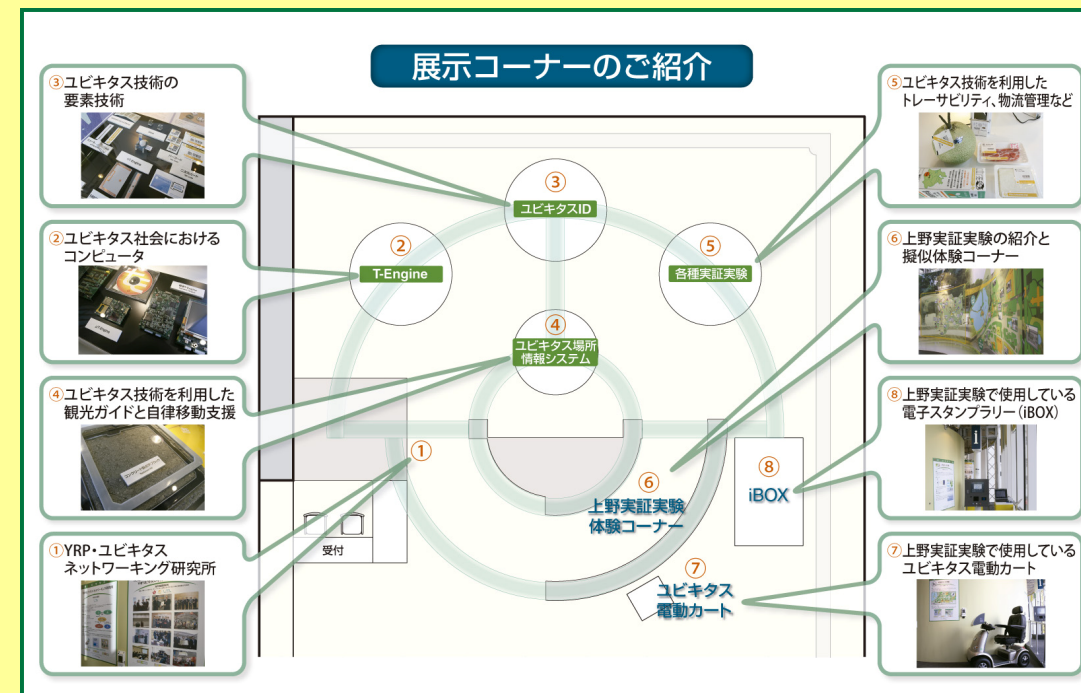 展示コーナーのご紹介
③ユビキタス技術の
要素技術
②ユビキタス社会における
コンピュータ
④ユビキタス技術を利用した
観光ガイドと自律移動支援
①YRP・ユビキタス
ネットワーキング研究所
③
ユビキタスID
②
T-Engine
⑤
各種実証実験
④
ユビキタス場所
情報システム
①
受付
⑥
上野実証実験
体験コーナー
⑧
iBOX
⑦
ユビキタス
電動カート
⑤ユビキタス技術を利用した
トレーサビリティ、物流管理など
⑥上野実証実験の紹介と
擬似体験コーナー
⑧上野実証実験で使用している
電子スタンプラリー(iBOX)
⑦上野実証実験で使用している
ユビキタス電動カート